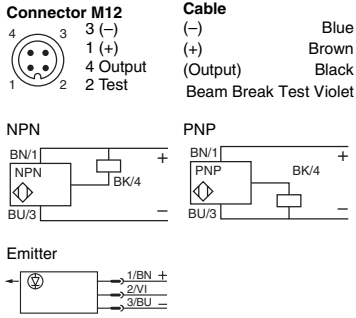 Connector M12
4
3
1
2
3 (–)
1 (+)
4 Output
2 Test
Cable
(–) Blue
(+) Brown
(Output) Black
Beam Break Test Violet
NPN
BN/1
NPN
BU/3
BK/4
+
–
PNP
BN/1
PNP
BU/3
BK/4
+
–
Emitter
1/BN +
2/VI
3/BU –